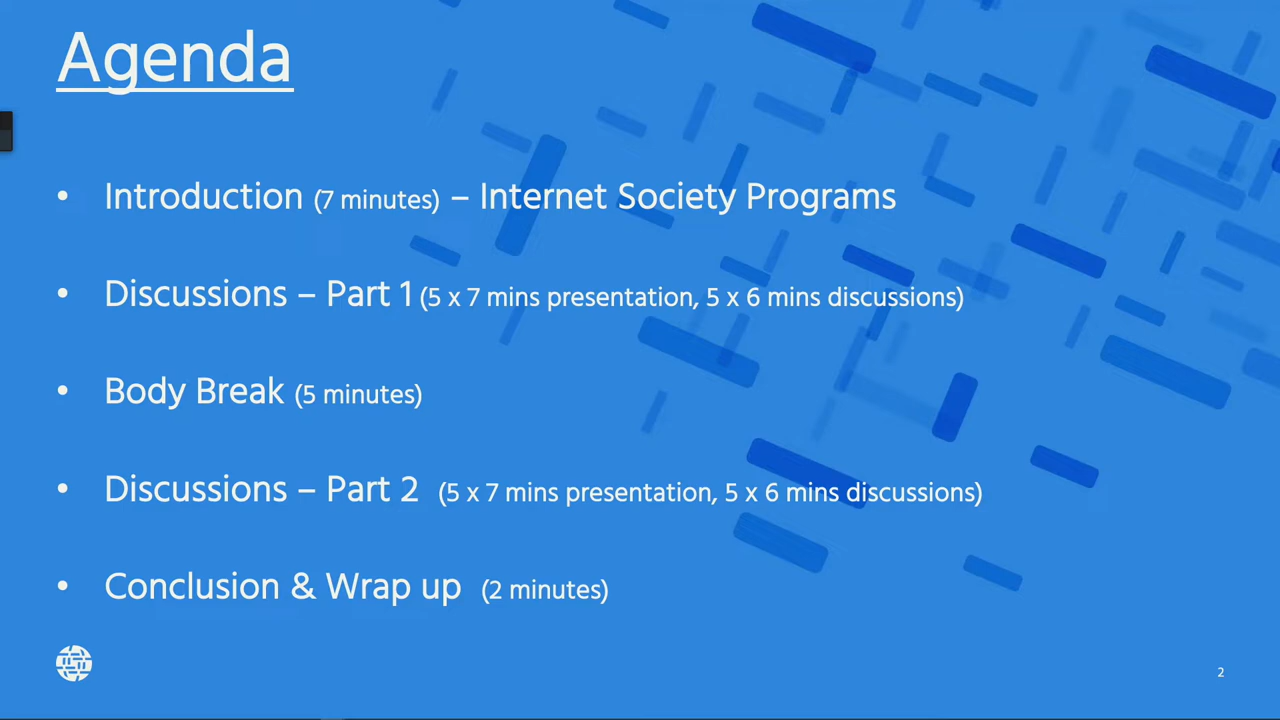 Agenda
• Introduction (7 minutes) – Internet Society Programs
• Discussions – Part 1 (5 x 7 mins presentation, 5 x 6 mins discussions)
• Body Break (5 minutes)
• Discussions – Part 2 (5 x 7 mins presentation, 5 x 6 mins discussions)
• Conclusion & Wrap up (2 minutes)
2